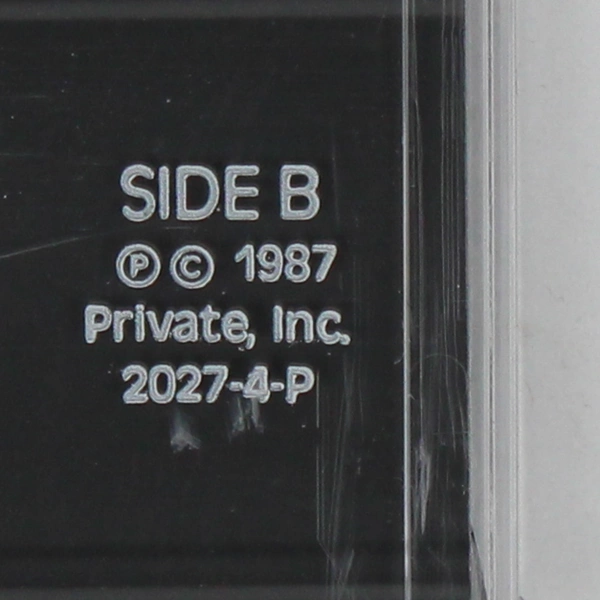 SIDE B
℗ © 1987
Private, Inc.
2027-4-P